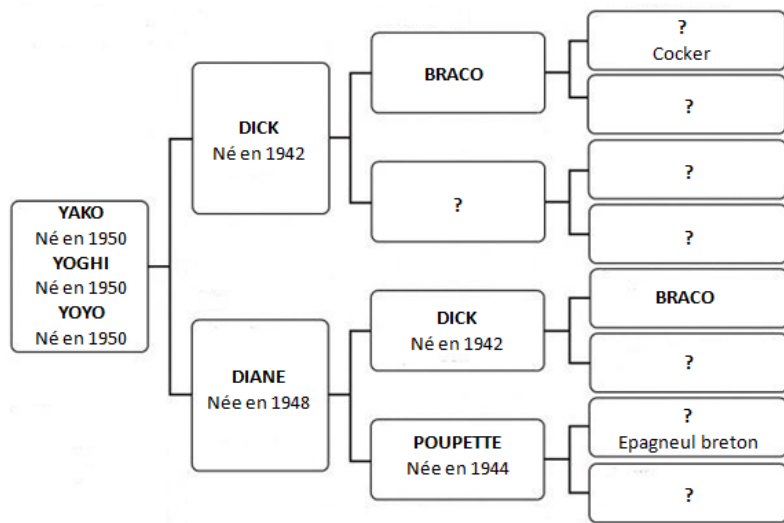 YAKO
Né en 1950
YOGHI
Né en 1950
YOYO
Né en 1950
DICK
Né en 1942
DIANE
Née en 1948
BRACO
?
DICK
Né en 1942
POUPETTE
Née en 1944
?
Cocker
?
?
?
BRACO
?
?
Epagneul breton
?